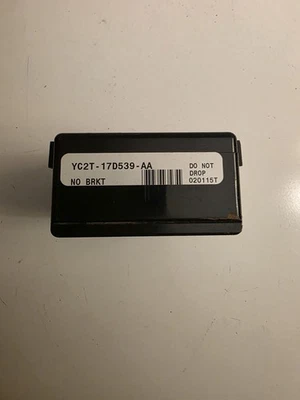 YC2T-17D539-AA
NO BRKT
DO NOT
DROP
020115T